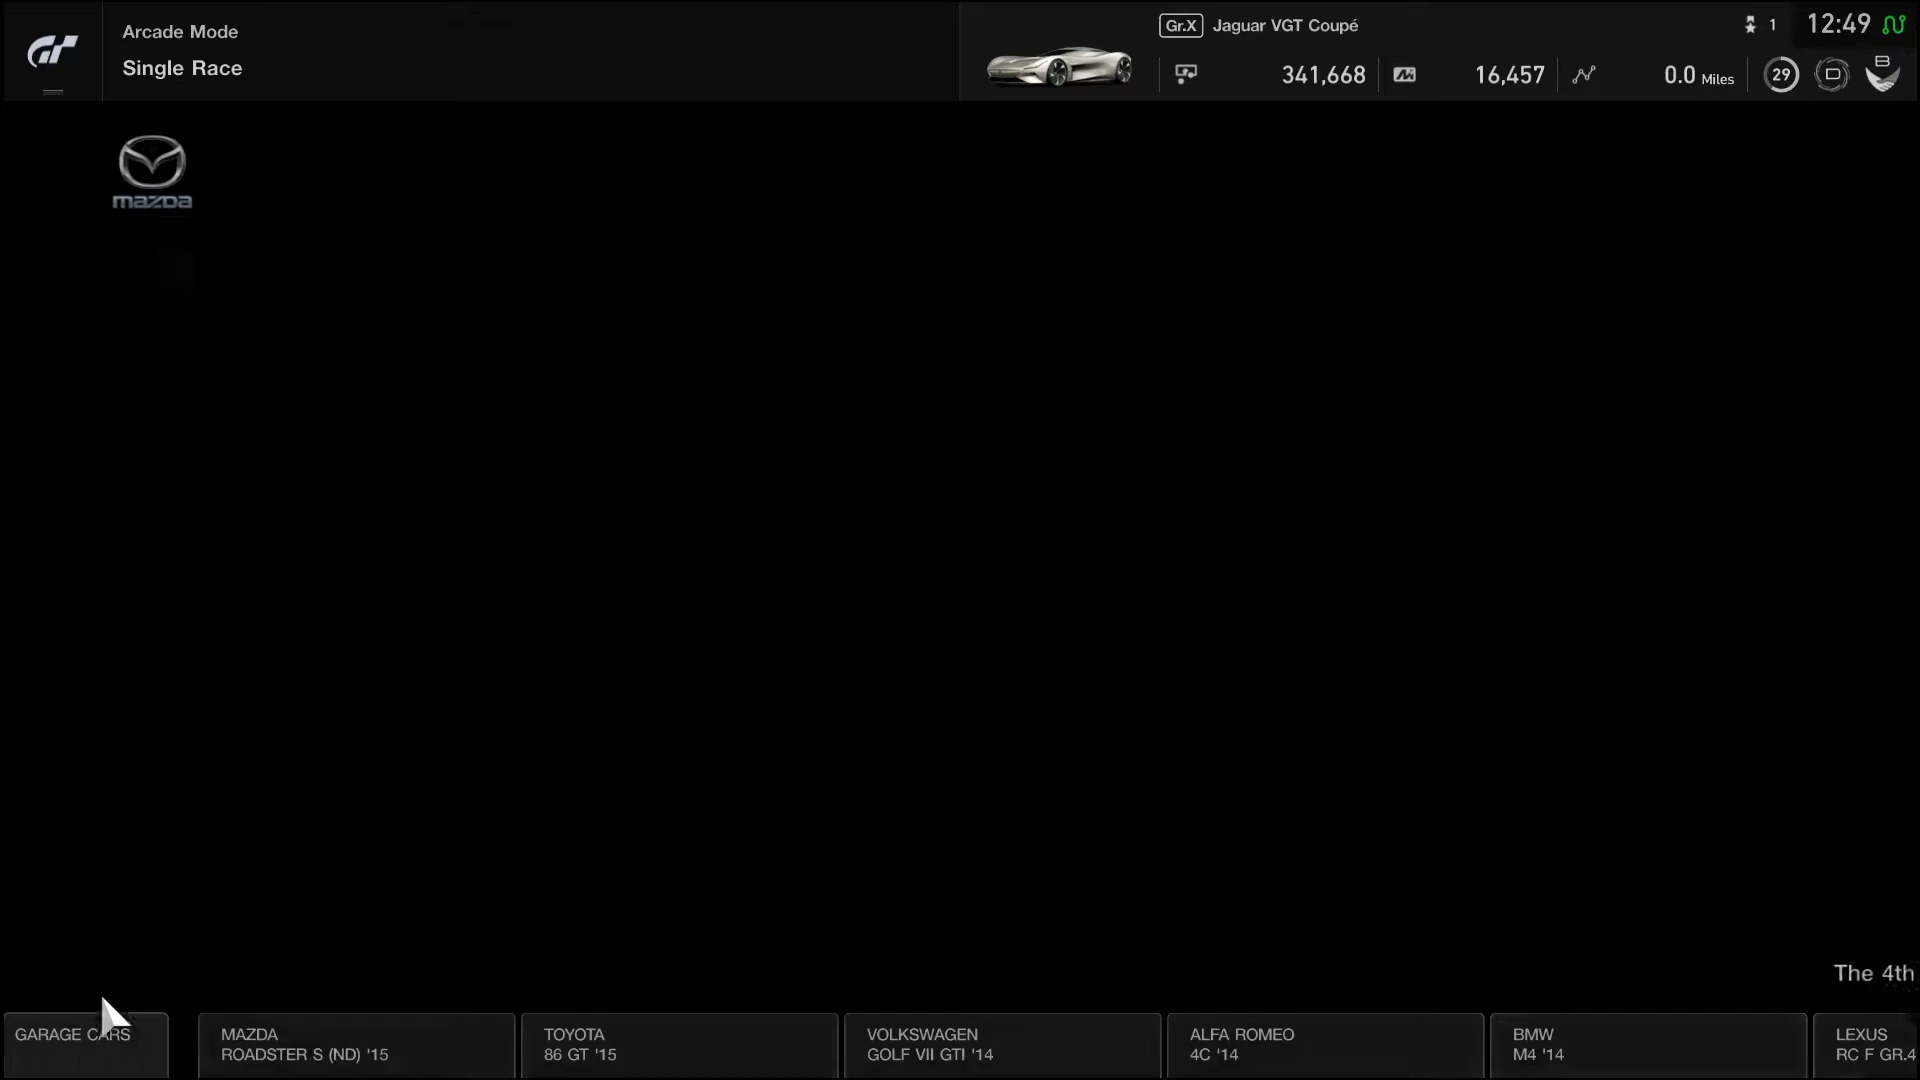 Arcade Mode
Single Race
Gr.X Jaguar VGT Coupé
1 12:49
341,668 16,457 0.0 Miles 29 D B
mazda
The 4th
GARAGE CARS
MAZDA
ROADSTER S (ND) '15
TOYOTA
86 GT '15
VOLKSWAGEN
GOLF VII GTI '14
ALFA ROMEO
4C '14
BMW
M4 '14
LEXUS
RC F GR.4